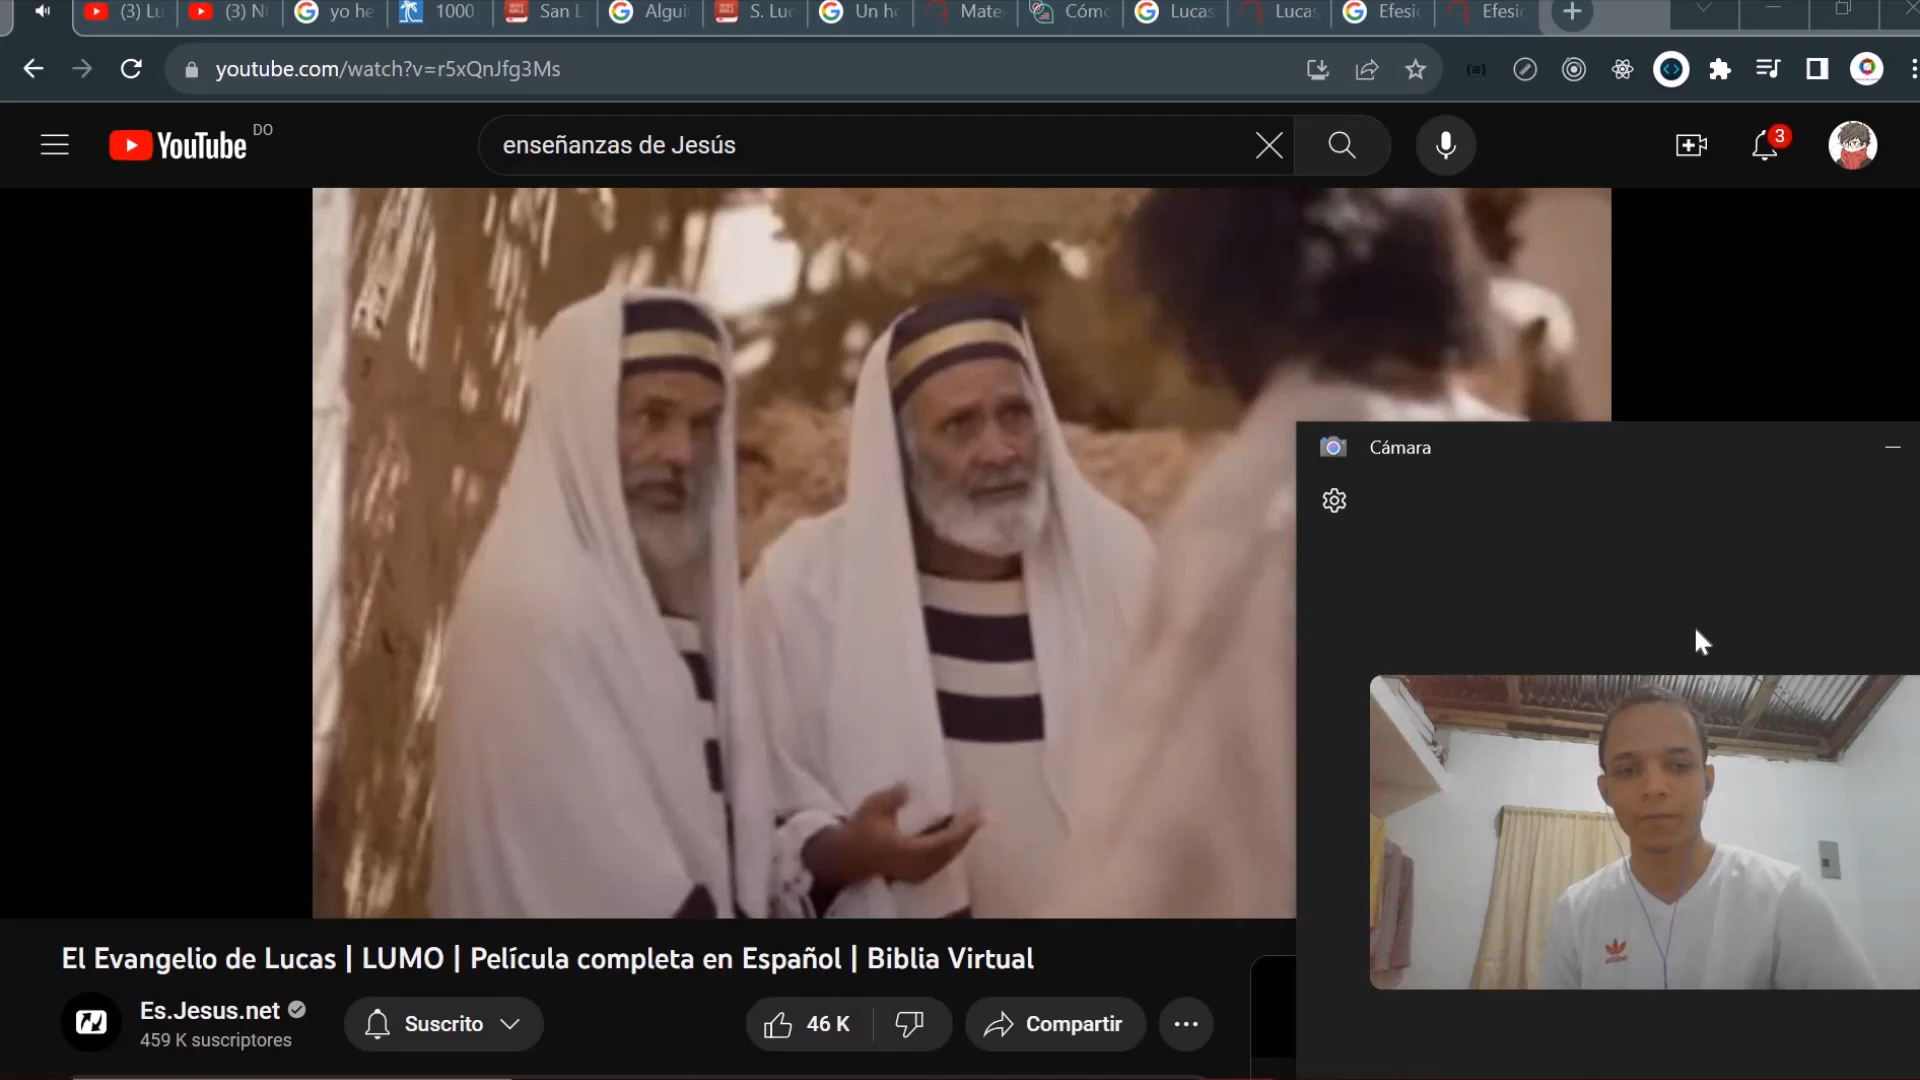 (3) Lu
(3) N
yo he
1000
San L
Algui
S. Luc
Un h
Mate
Cómo
Lucas
Lucas
Efesi
Efesi
youtube.com/watch?v=r5xQnJfg3Ms
YouTube
DO
enseñanzas de Jesús
3
Cámara
El Evangelio de Lucas | LUMO | Película completa en Español | Biblia Virtual
Es.Jesus.net
459 K suscriptores
Suscrito
46 K
Compartir